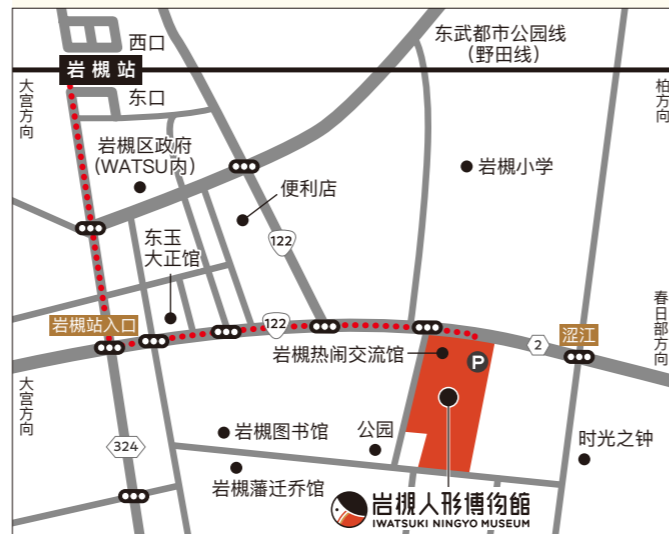 西口
东武都市公园线
(野田线)
岩槻站
东口
大宫方向
柏方向
岩槻区政府
(WATSU内)
岩槻小学
便利店
122
东玉
大正馆
春日部方向
岩槻站入口
122
2
涩江
岩槻热闹交流馆
P
大宫方向
324
岩槻图书馆
公园
时光之钟
岩槻藩迁乔馆
岩槻人形博物館
IWATSUKI NINGYO MUSEUM